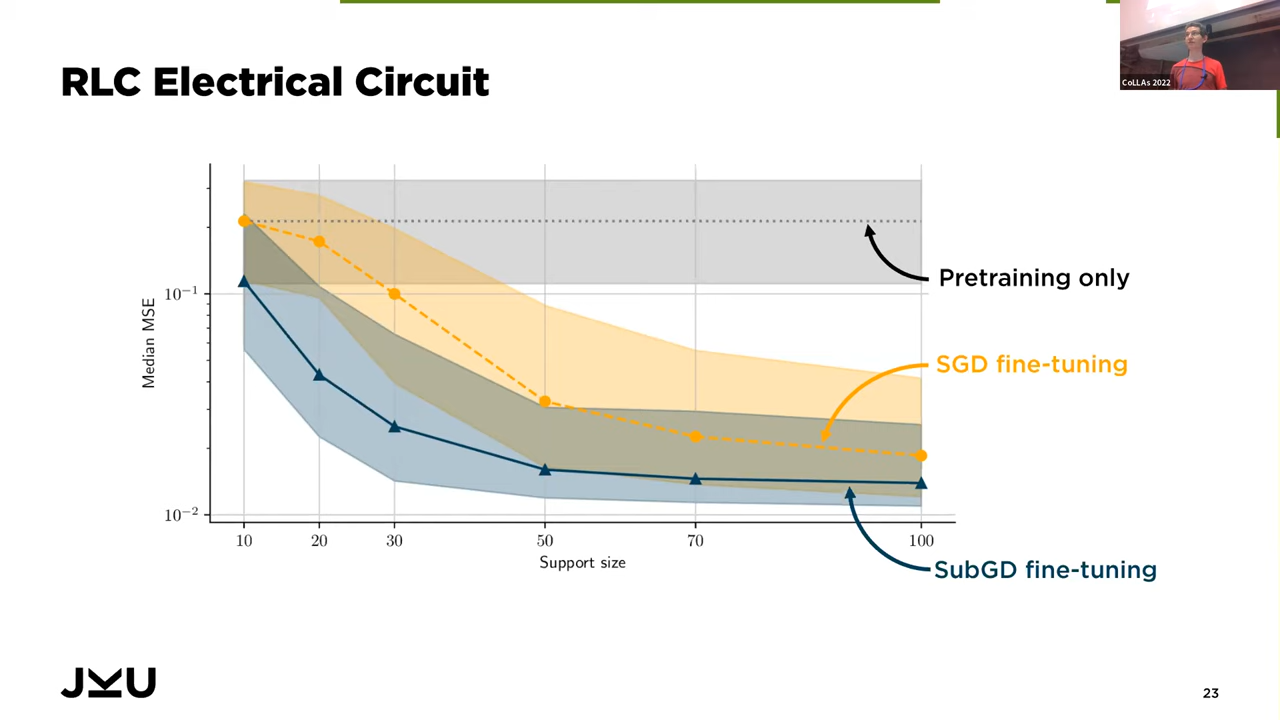 RLC Electrical Circuit
CoLLAs 2022
10⁻¹
10⁻²
Median MSE
10 20 30 50 70 100
Support size
Pretraining only
SGD fine-tuning
SubGD fine-tuning
JKU
23